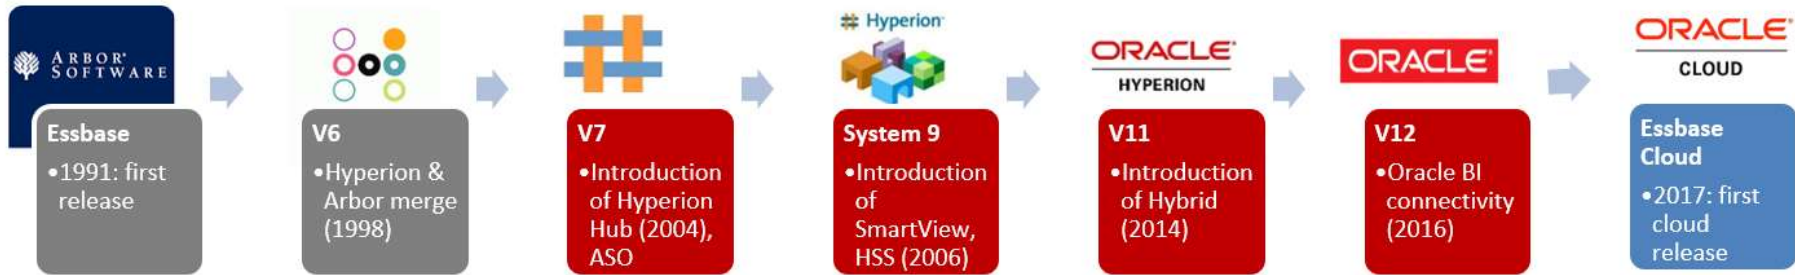 ARBOR
SOFTWARE
Essbase
•1991: first
release
V6
•Hyperion &
Arbor merge
(1998)
V7
•Introduction
of Hyperion
Hub (2004),
ASO
Hyperion
System 9
•Introduction
of
SmartView,
HSS (2006)
ORACLE
HYPERION
V11
•Introduction
of Hybrid
(2014)
ORACLE
V12
•Oracle BI
connectivity
(2016)
ORACLE
CLOUD
Essbase
Cloud
•2017: first
cloud
release